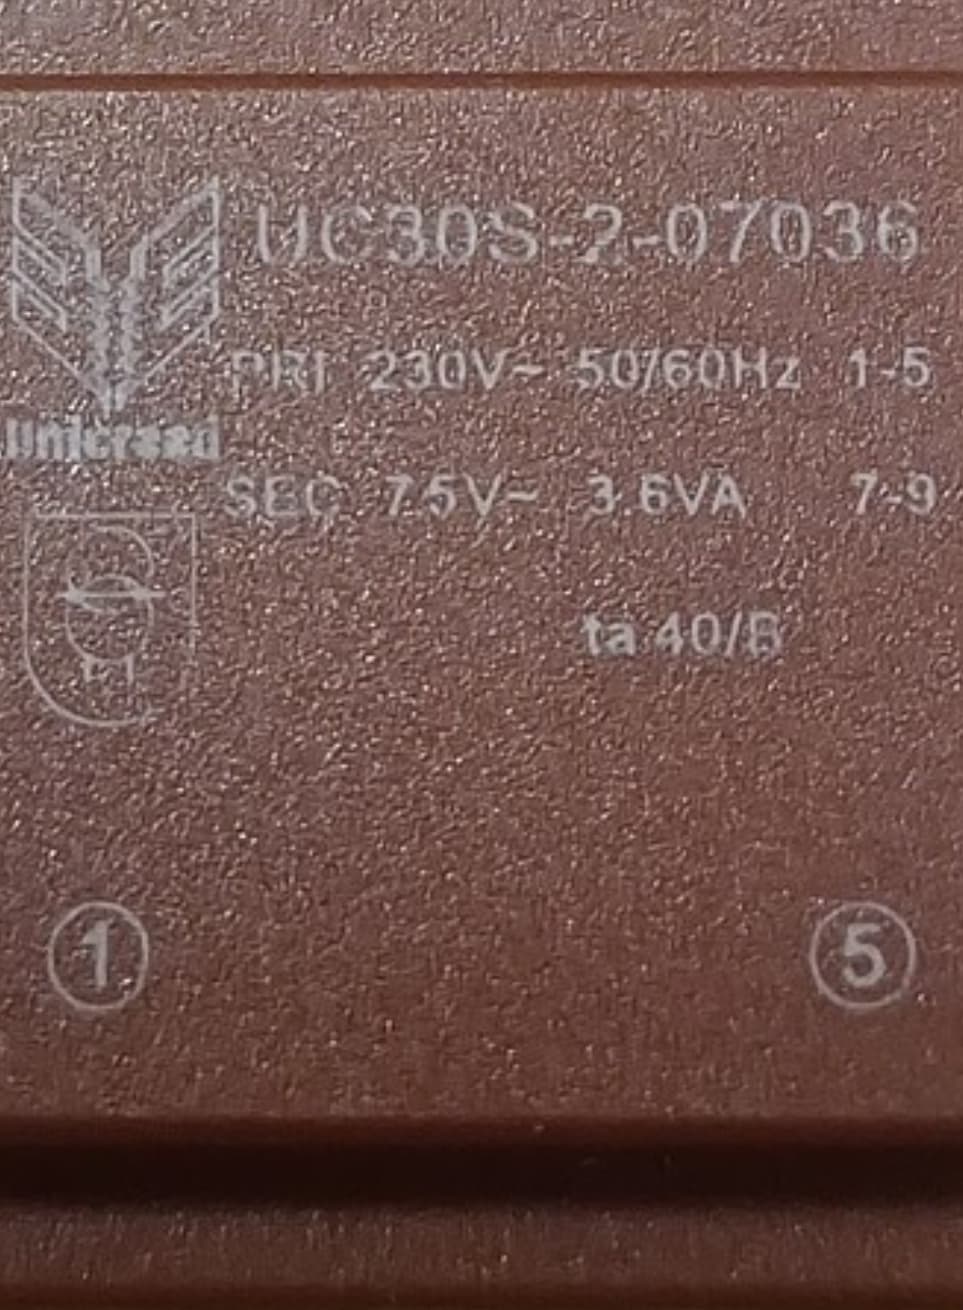 UC30S-2-07036
PRI 230V~ 50/60Hz 1-5
SEC 7.5V~ 3.6VA 7-9
ta 40/B
1
5